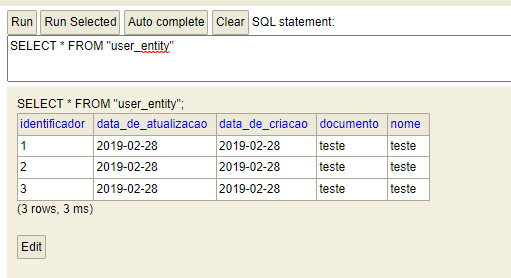 Run Run Selected Auto complete Clear SQL statement:
SELECT * FROM "user_entity"
SELECT * FROM "user_entity";
identificador data_de_atualizacao data_de_criacao documento nome
1 2019-02-28 2019-02-28 teste teste
2 2019-02-28 2019-02-28 teste teste
3 2019-02-28 2019-02-28 teste teste
(3 rows, 3 ms)
Edit